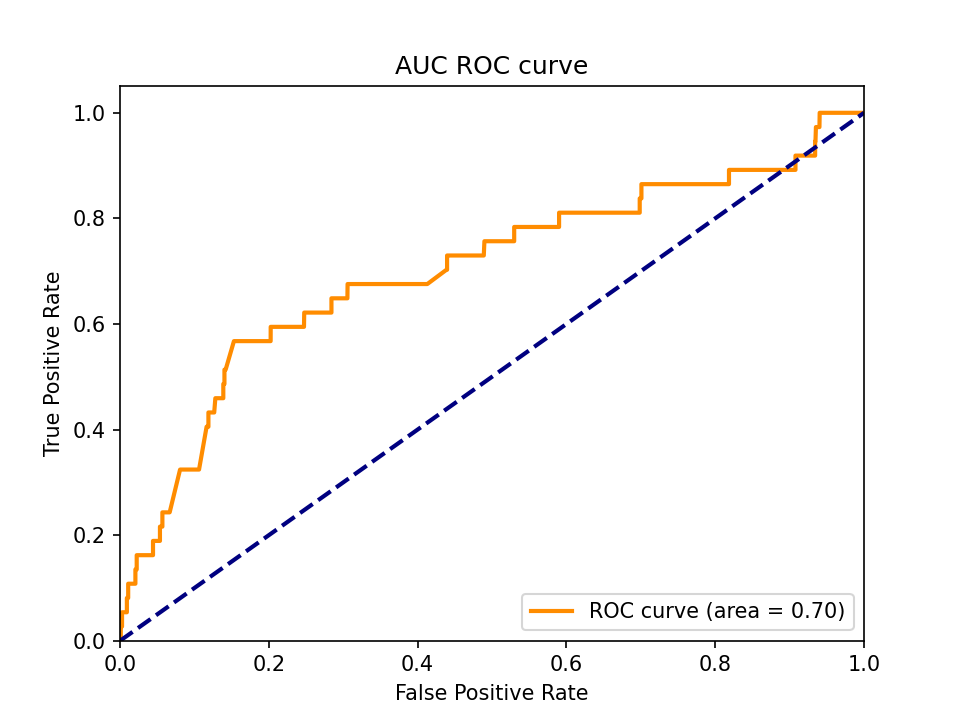 AUC ROC curve
True Positive Rate
1.0
0.8
0.6
0.4
0.2
0.0
ROC curve (area = 0.70)
0.0 0.2 0.4 0.6 0.8 1.0
False Positive Rate